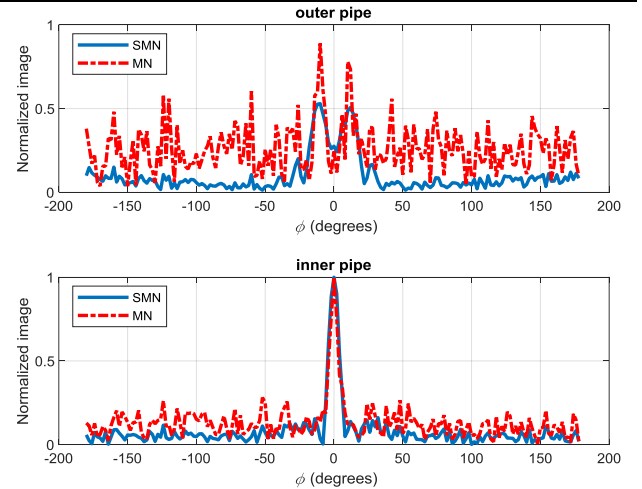 outer pipe
1
0.5
0
Normalized image
SMN
MN
-200 -150 -100 -50 0 50 100 150 200
ϕ (degrees)
inner pipe
1
0.5
0
Normalized image
SMN
MN
-200 -150 -100 -50 0 50 100 150 200
ϕ (degrees)